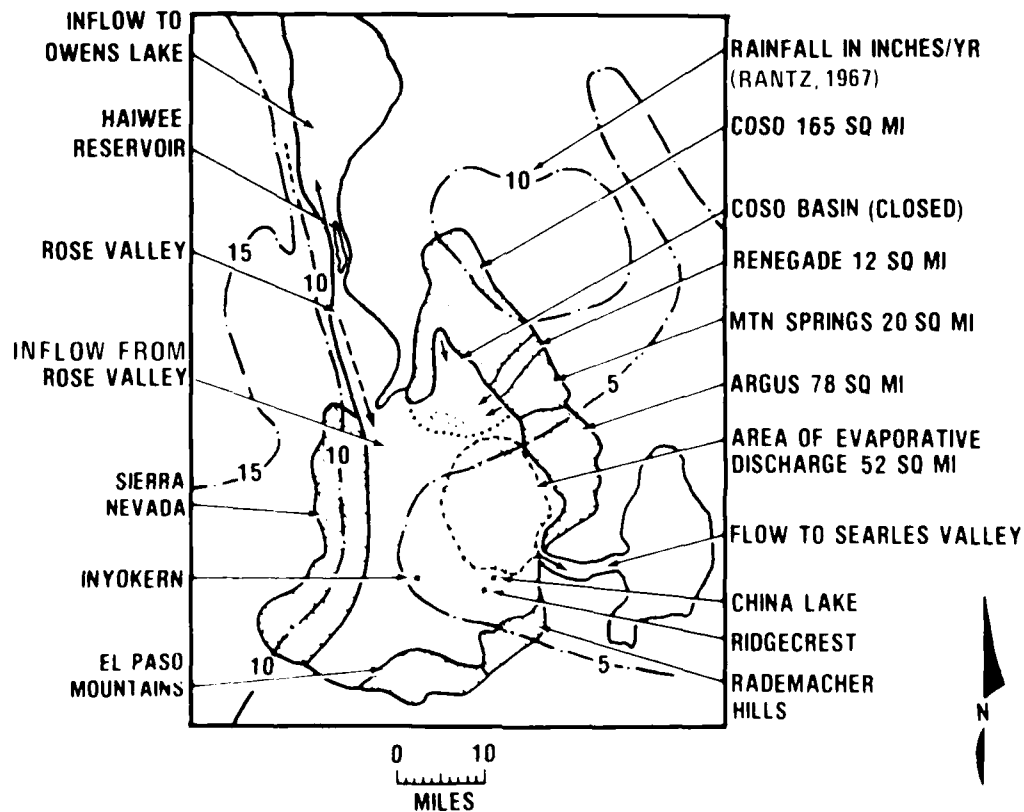 INFLOW TO
OWENS LAKE
HAIWEE
RESERVOIR
ROSE VALLEY
INFLOW FROM
ROSE VALLEY
SIERRA
NEVADA
INYOKERN
EL PASO
MOUNTAINS
15
10
15
10
10
10
5
5
RAINFALL IN INCHES/YR
(RANTZ, 1967)
COSO 165 SQ MI
COSO BASIN (CLOSED)
RENEGADE 12 SQ MI
MTN SPRINGS 20 SQ MI
ARGUS 78 SQ MI
AREA OF EVAPORATIVE
DISCHARGE 52 SQ MI
FLOW TO SEARLES VALLEY
CHINA LAKE
RIDGECREST
RADEMACHER
HILLS
N
0 10
MILES